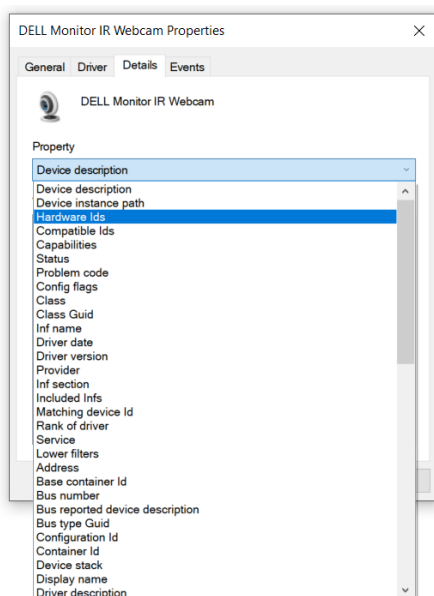 DELL Monitor IR Webcam Properties
General Driver Details Events
DELL Monitor IR Webcam
Property
Device description
Device description
Device instance path
Hardware Ids
Compatible Ids
Capabilities
Status
Problem code
Config flags
Class
Class Guid
Inf name
Driver date
Driver version
Provider
Inf section
Included Infs
Matching device Id
Rank of driver
Service
Lower filters
Address
Base container Id
Bus number
Bus reported device description
Bus type Guid
Configuration Id
Container Id
Device stack
Display name
Driver description